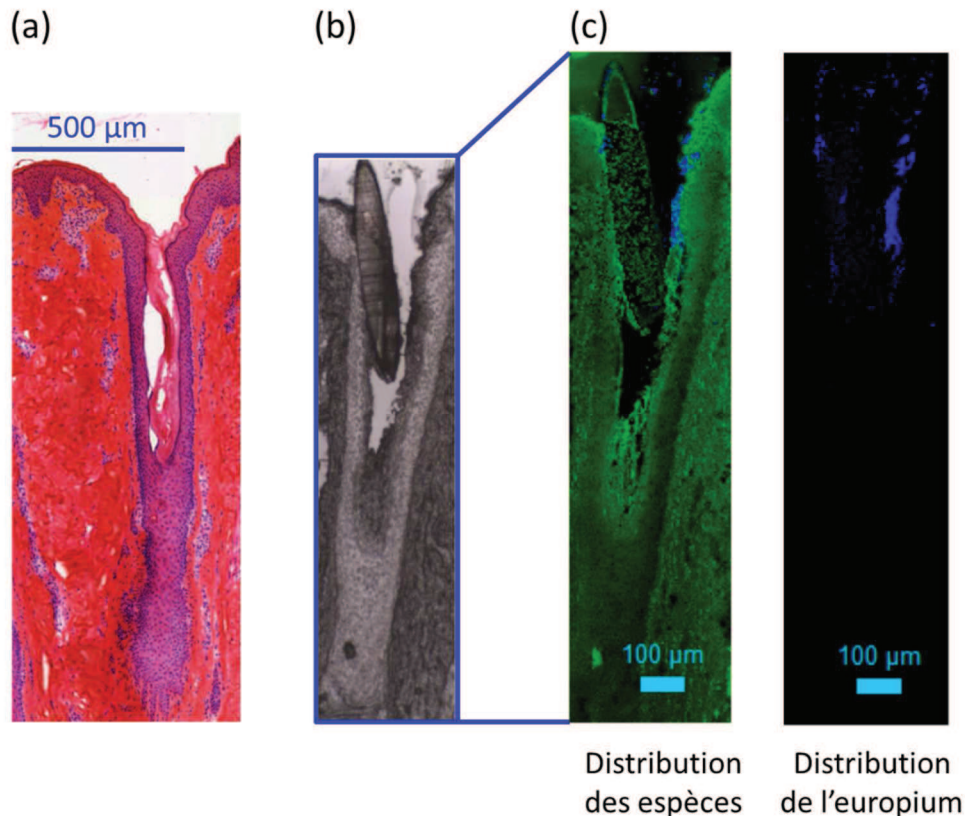 (a)
(b)
(c)
500 µm
100 µm
100 µm
Distribution
des espèces
Distribution
de l'europium